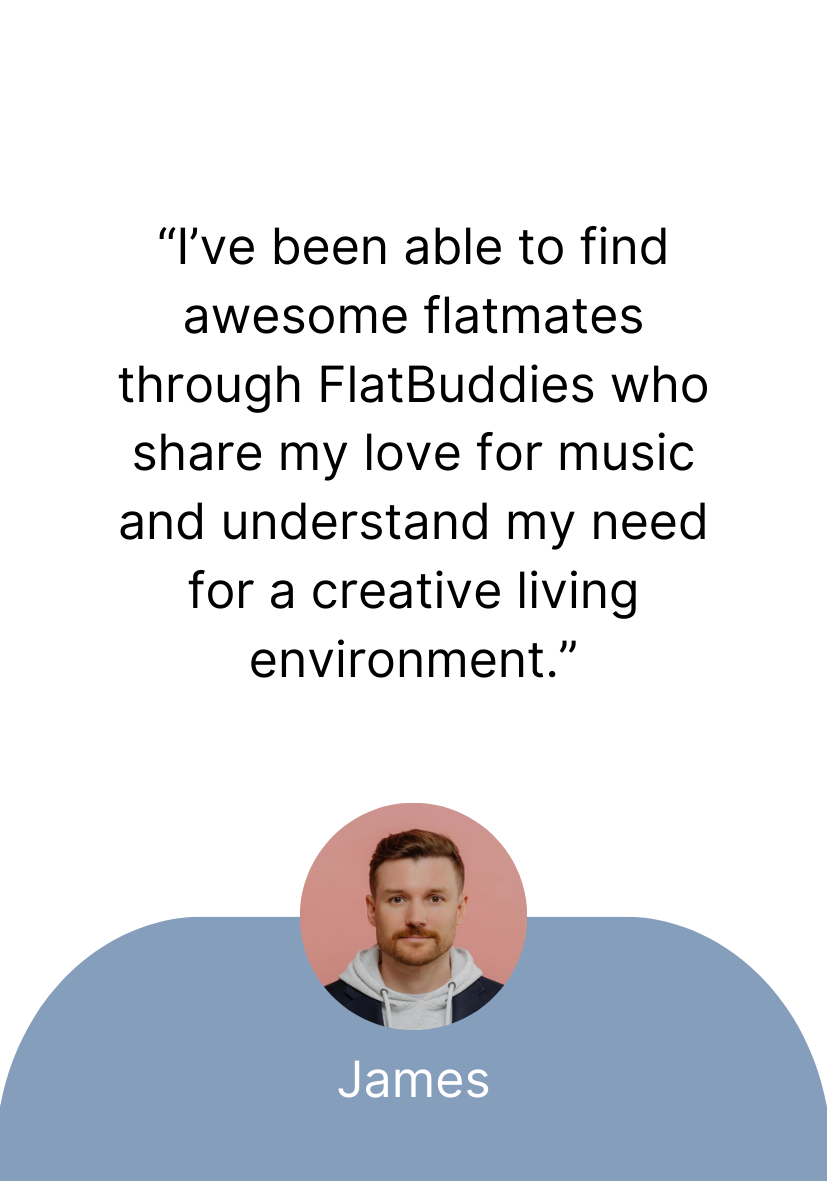 “I’ve been able to find
awesome flatmates
through FlatBuddies who
share my love for music
and understand my need
for a creative living
environment.”
James